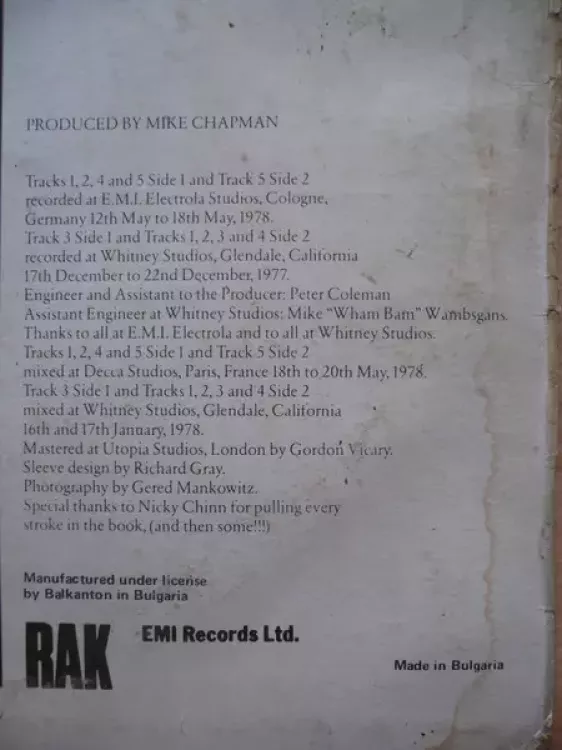 PRODUCED BY MIKE CHAPMAN
Tracks 1, 2, 4 and 5 Side 1 and Track 5 Side 2
recorded at E.M.I. Electrola Studios, Cologne,
Germany 12th May to 18th May, 1978.
Track 3 Side 1 and Tracks 1, 2, 3 and 4 Side 2
recorded at Whitney Studios, Glendale, California
17th December to 22nd December, 1977.
Engineer and Assistant to the Producer: Peter Coleman
Assistant Engineer at Whitney Studios: Mike "Wham Bam" Wambsgans.
Thanks to all at E.M.I. Electrola and to all at Whitney Studios.
Tracks 1, 2, 4 and 5 Side 1 and Track 5 Side 2
mixed at Decca Studios, Paris, France 18th to 20th May, 1978.
Track 3 Side 1 and Tracks 1, 2, 3 and 4 Side 2
mixed at Whitney Studios, Glendale, California
16th and 17th January, 1978.
Mastered at Utopia Studios, London by Gordon Vicary.
Sleeve design by Richard Gray.
Photography by Gered Mankowitz.
Special thanks to Nicky Chinn for pulling every
stroke in the book, (and then some!!!)
Manufactured under license
by Balkanton in Bulgaria
RAK EMI Records Ltd.
Made in Bulgaria